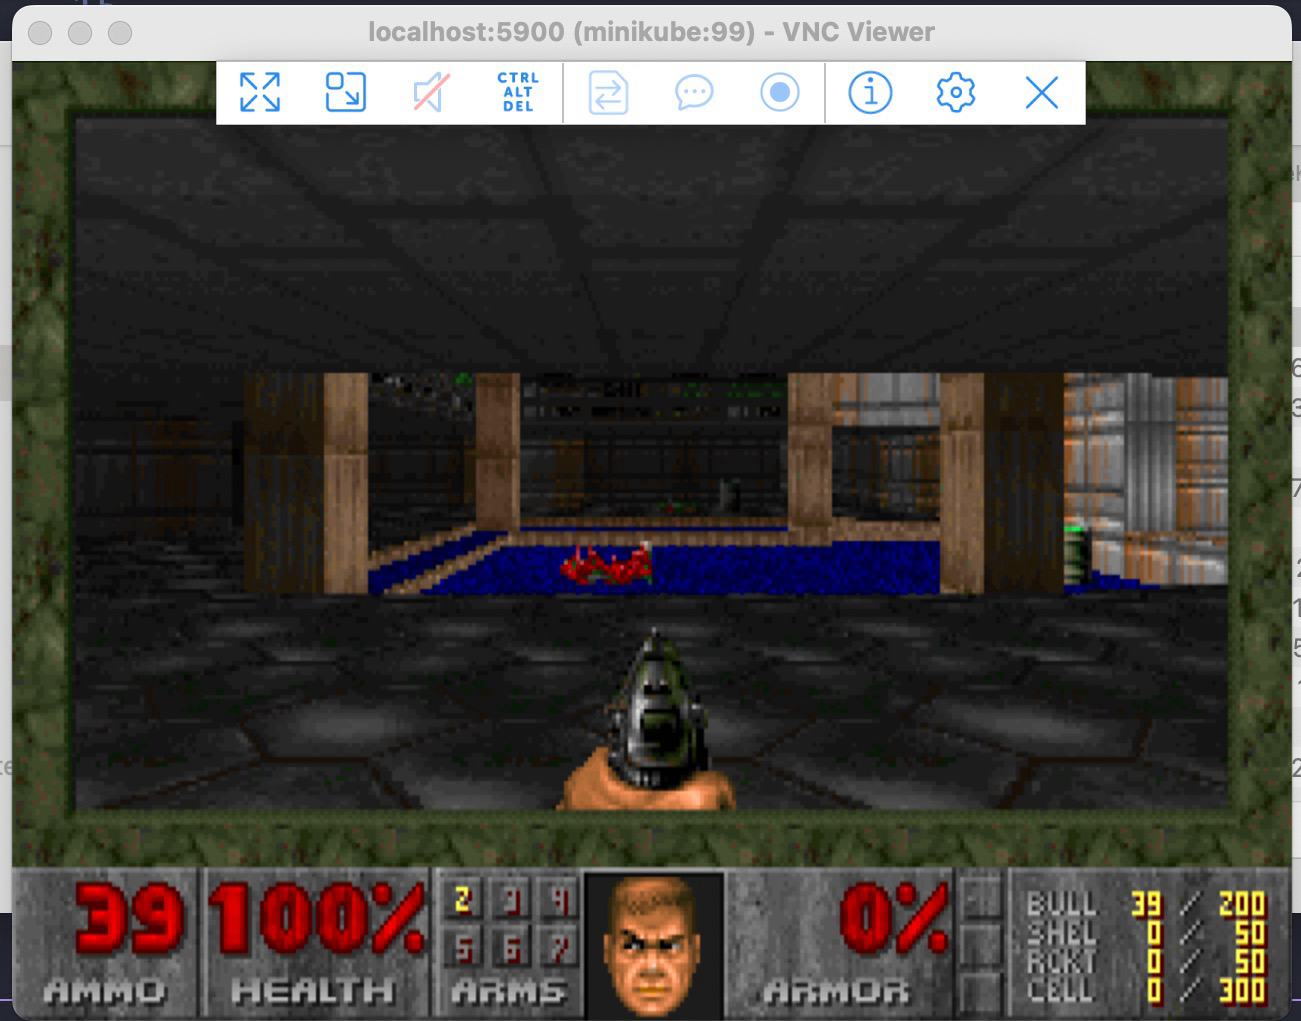 localhost:5900 (minikube:99) - VNC Viewer
CTRL
ALT
DEL
39
AMMO
100%
HEALTH
2 3 4
5 6 7
ARMS
0%
ARMOR
BULL 39 / 200
SHEL 0 / 50
RCKT 0 / 50
CELL 0 / 300